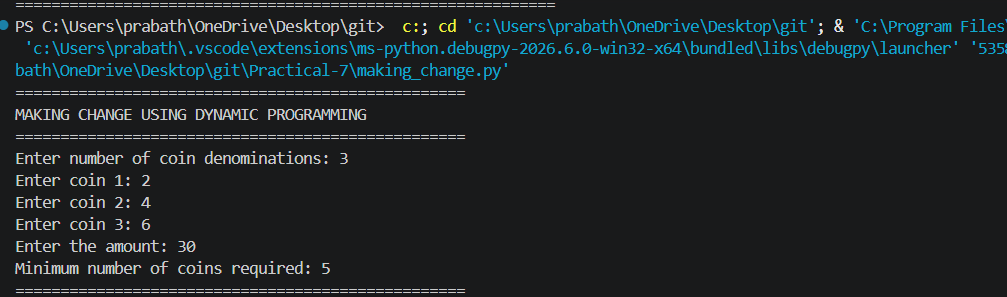 ============================================================
PS C:\Users\prabath\OneDrive\Desktop\git>  c:; cd 'c:\Users\prabath\OneDrive\Desktop\git'; & 'C:\Program Files\
 'c:\Users\prabath\.vscode\extensions\ms-python.debugpy-2026.6.0-win32-x64\bundled\libs\debugpy\launcher' '535
bath\OneDrive\Desktop\git\Practical-7\making_change.py'
==================================================
MAKING CHANGE USING DYNAMIC PROGRAMMING
==================================================
Enter number of coin denominations: 3
Enter coin 1: 2
Enter coin 2: 4
Enter coin 3: 6
Enter the amount: 30
Minimum number of coins required: 5
==================================================